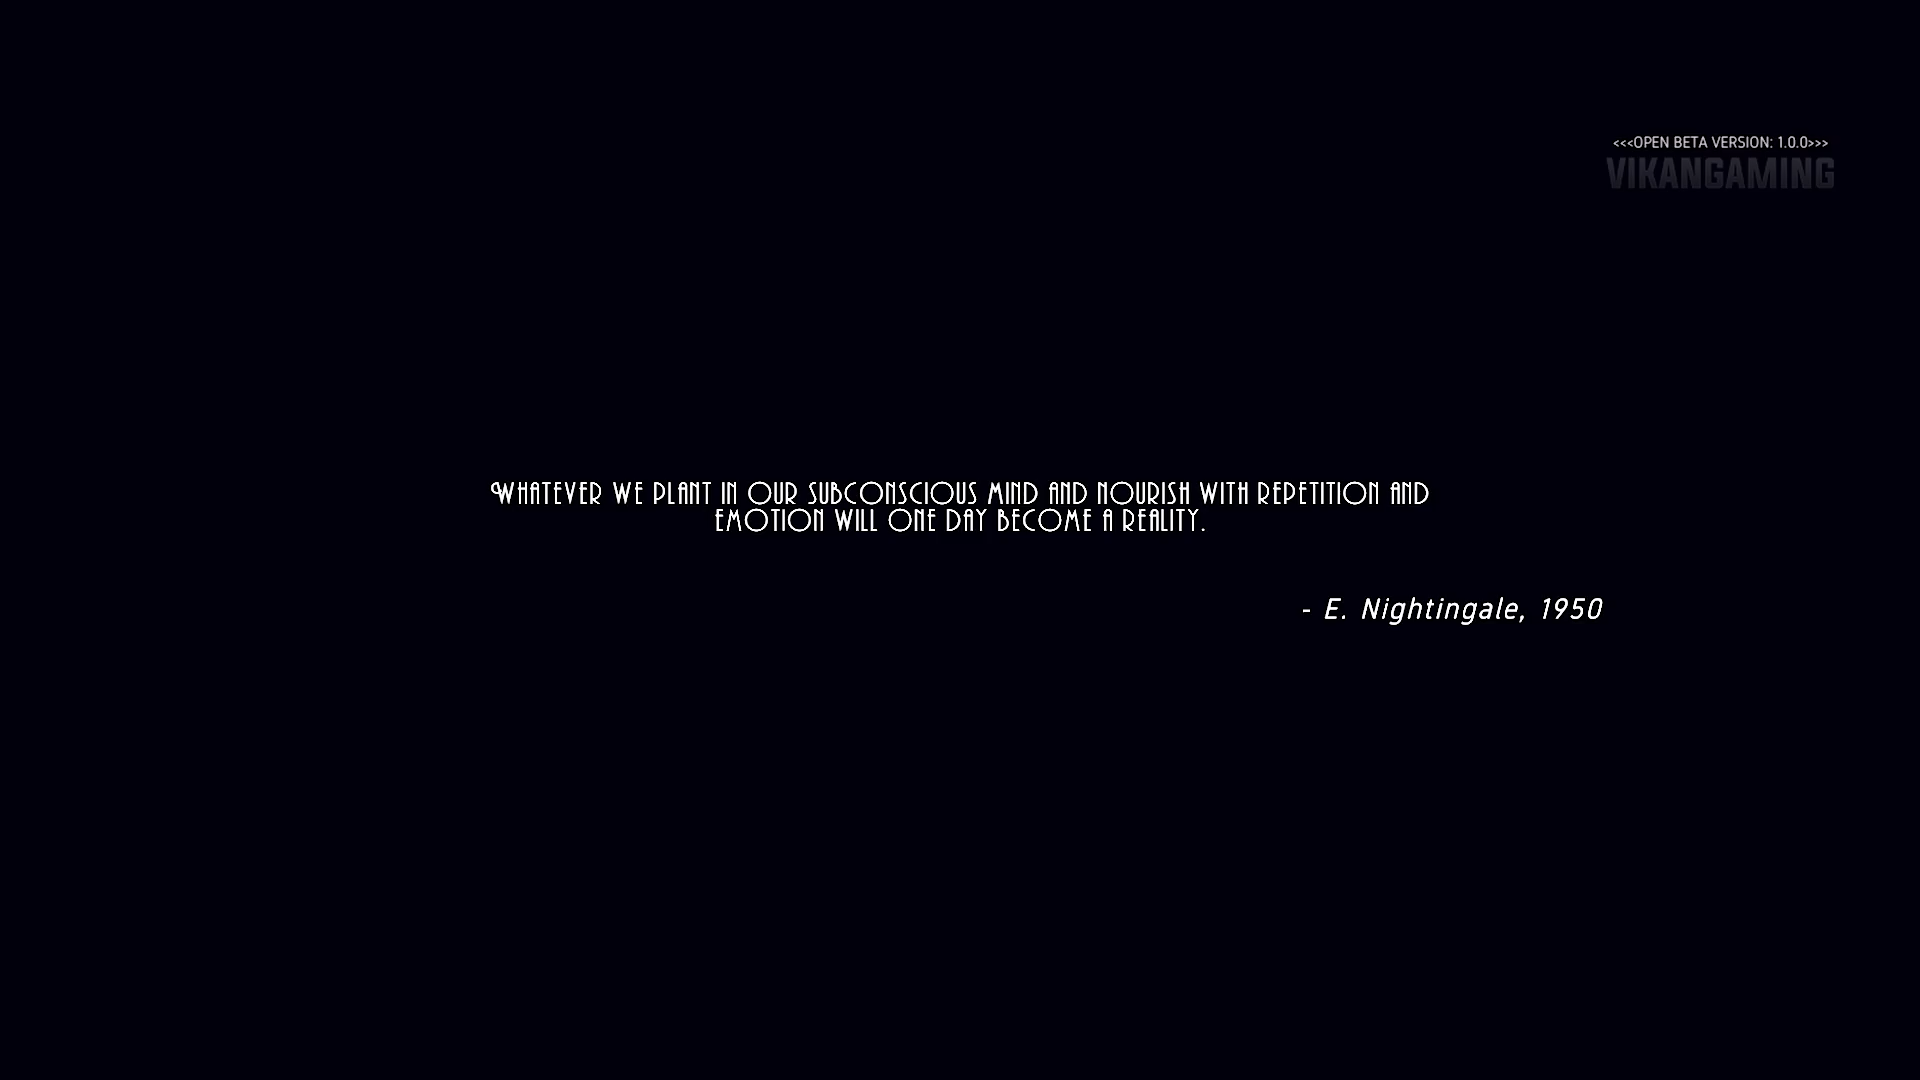 <<<OPEN BETA VERSION: 1.0.0>>>
VIKANGAMING
WHATEVER WE PLANT IN OUR SUBCONSCIOUS MIND AND NOURISH WITH REPETITION AND
EMOTION WILL ONE DAY BECOME A REALITY.
- E. Nightingale, 1950